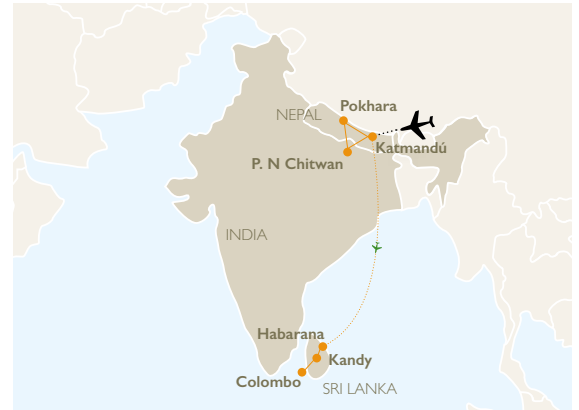 Pokhara
NEPAL
Katmandú
P. N Chitwan
INDIA
Habarana
Kandy
Colombo
SRI LANKA